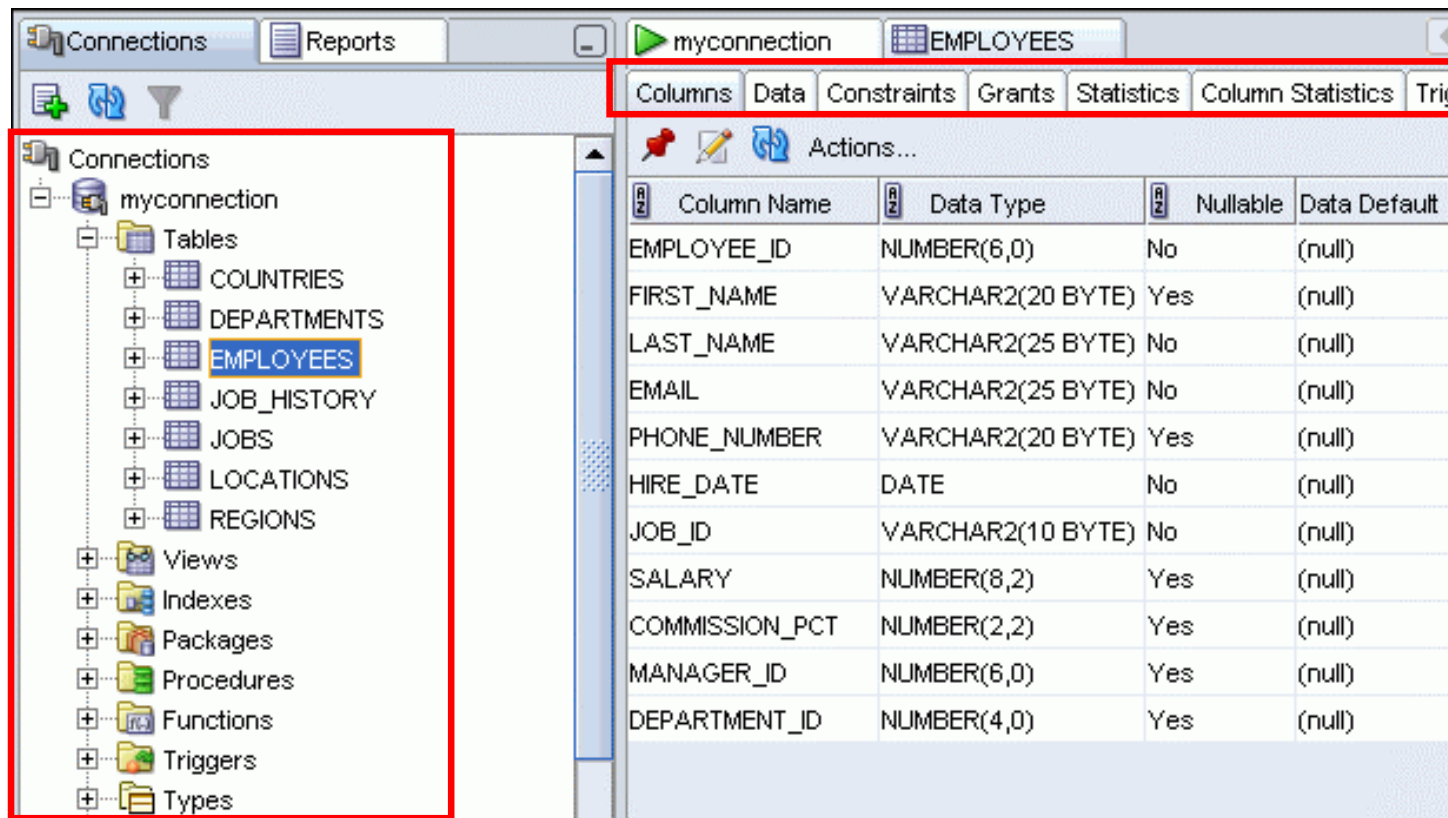 Connections
Reports
myconnection
EMPLOYEES
Columns Data Constraints Grants Statistics Column Statistics
Connections
myconnection
Tables
COUNTRIES
DEPARTMENTS
EMPLOYEES
JOB_HISTORY
JOBS
LOCATIONS
REGIONS
Views
Indexes
Packages
Procedures
Functions
Triggers
Types
Actions...
Column Name Data Type Nullable Data Default
EMPLOYEE_ID NUMBER(6,0) No (null)
FIRST_NAME VARCHAR2(20 BYTE) Yes (null)
LAST_NAME VARCHAR2(25 BYTE) No (null)
EMAIL VARCHAR2(25 BYTE) No (null)
PHONE_NUMBER VARCHAR2(20 BYTE) Yes (null)
HIRE_DATE DATE No (null)
JOB_ID VARCHAR2(10 BYTE) No (null)
SALARY NUMBER(8,2) Yes (null)
COMMISSION_PCT NUMBER(2,2) Yes (null)
MANAGER_ID NUMBER(6,0) Yes (null)
DEPARTMENT_ID NUMBER(4,0) Yes (null)